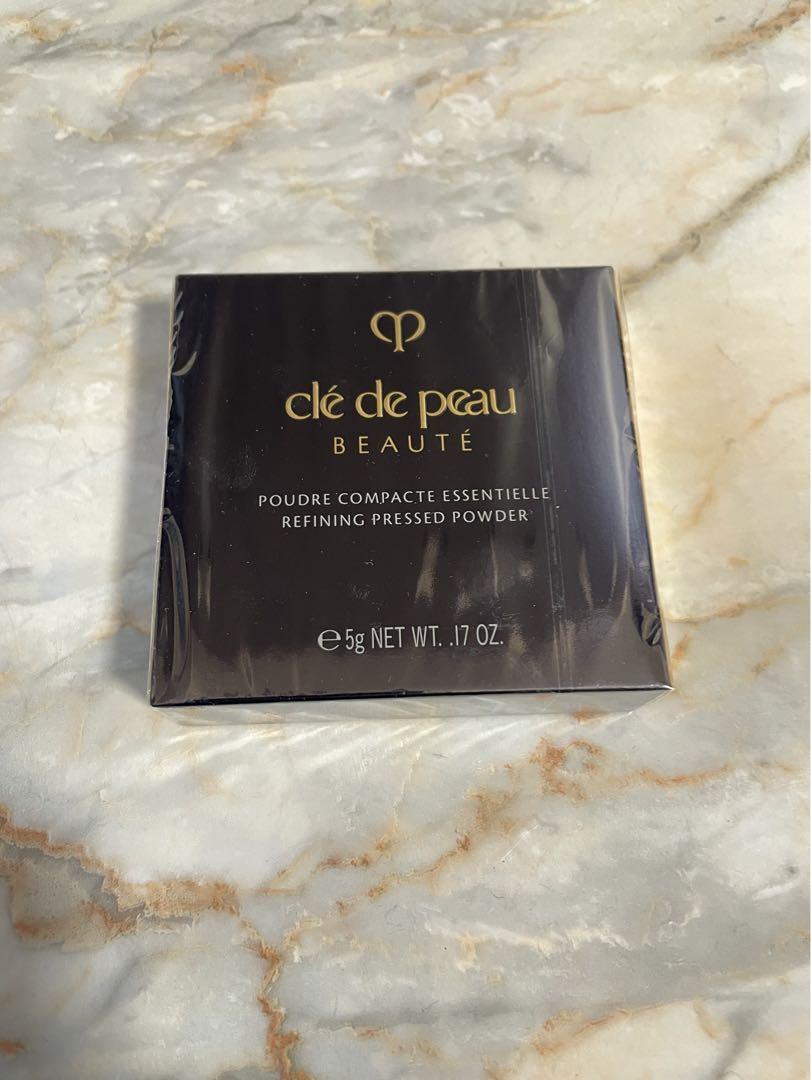 clé de peau
BEAUTÉ
POUDRE COMPACTE ESSENTIELLE
REFINING PRESSED POWDER
℮ 5g NET WT. .17 OZ.